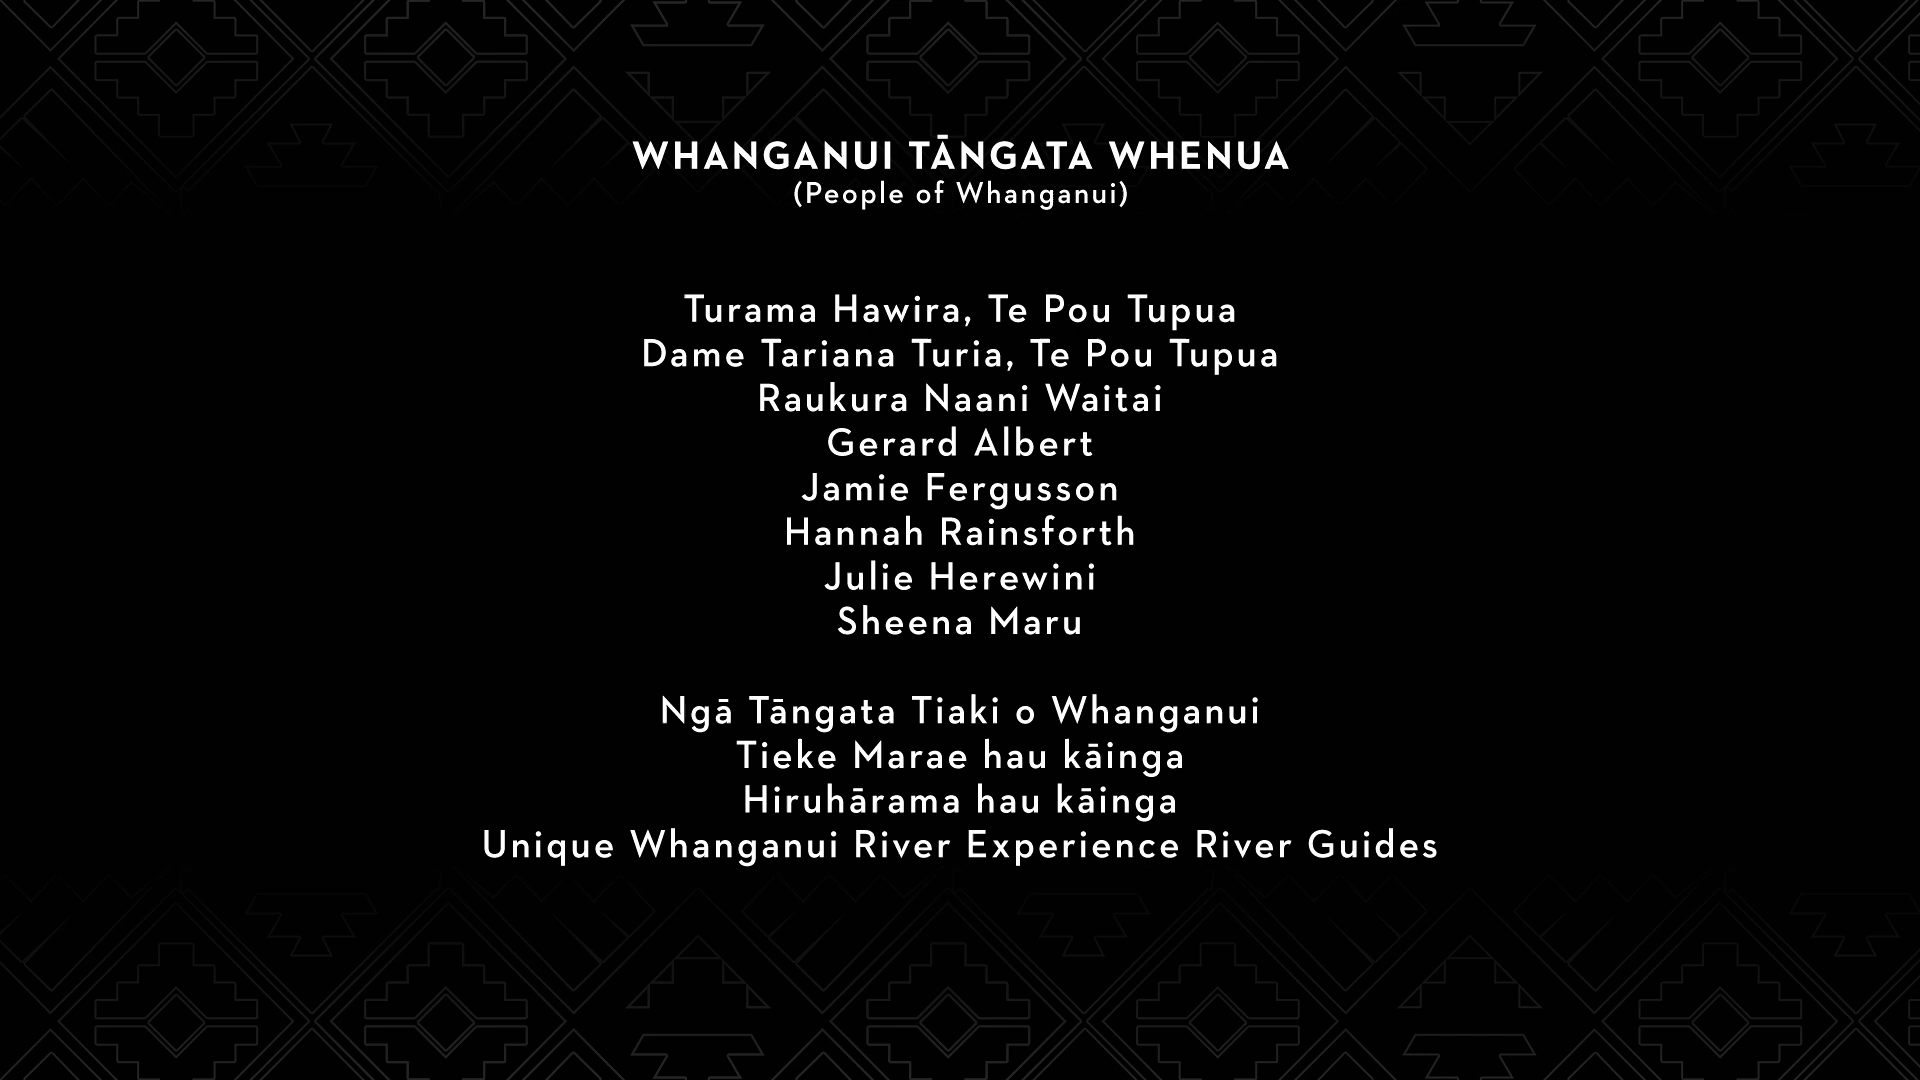 WHANGANUI TĀNGATA WHENUA
(People of Whanganui)
Turama Hawira, Te Pou Tupua
Dame Tariana Turia, Te Pou Tupua
Raukura Naani Waitai
Gerard Albert
Jamie Fergusson
Hannah Rainsforth
Julie Herewini
Sheena Maru
Ngā Tāngata Tiaki o Whanganui
Tieke Marae hau kāinga
Hiruhārama hau kāinga
Unique Whanganui River Experience River Guides